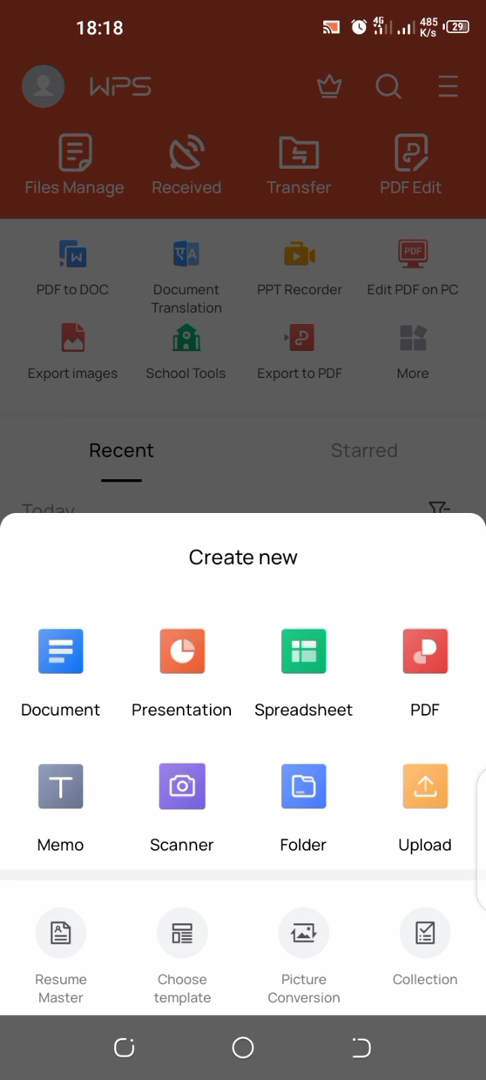 18:18
4G
485
K/s
29
WPS
Files Manage Received Transfer PDF Edit
PDF to DOC Document Translation PPT Recorder Edit PDF on PC
Export images School Tools Export to PDF More
Recent Starred
Today
Create new
Document Presentation Spreadsheet PDF
Memo Scanner Folder Upload
Resume Master Choose template Picture Conversion Collection